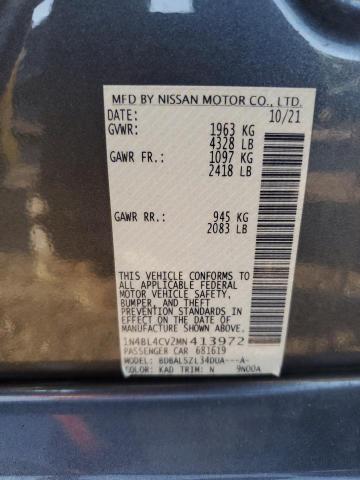 MFD BY NISSAN MOTOR CO., LTD.
DATE: 10/21
GVWR: 1963 KG
4328 LB
GAWR FR.: 1097 KG
2418 LB
GAWR RR.: 945 KG
2083 LB
THIS VEHICLE CONFORMS TO
ALL APPLICABLE FEDERAL
MOTOR VEHICLE SAFETY,
BUMPER, AND THEFT
PREVENTION STANDARDS IN
EFFECT ON THE DATE OF
MANUFACTURE SHOWN ABOVE.
1N4BL4CV2MN413972
PASSENGER CAR 681619
MODEL: BDBALSZL34DUA---A-
COLOR: KAD TRIM: N 9N00A